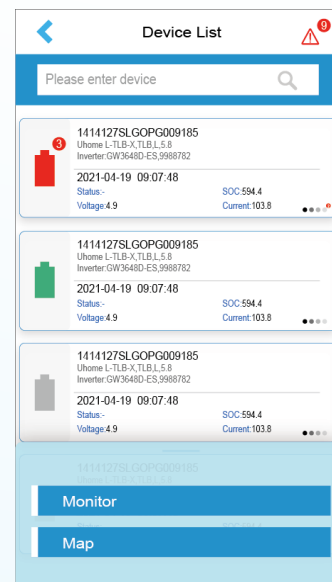 Device List
9
Please enter device
1414127SLGOPG009185
3
Uhome L-TLB-X,TLB,L,5.8
Inverter:GW3648D-ES,9988782
2021-04-19 09:07:48
Status:- SOC:594.4
Voltage:4.9 Current:103.8
1414127SLGOPG009185
Uhome L-TLB-X,TLB,L,5.8
Inverter:GW3648D-ES,9988782
2021-04-19 09:07:48
Status:- SOC:594.4
Voltage:4.9 Current:103.8
1414127SLGOPG009185
Uhome L-TLB-X,TLB,L,5.8
Inverter:GW3648D-ES,9988782
2021-04-19 09:07:48
Status:- SOC:594.4
Voltage:4.9 Current:103.8
1414127SLGOPG009185
Uhome L-TLB-X,TLB,L,5.8
Monitor
Map